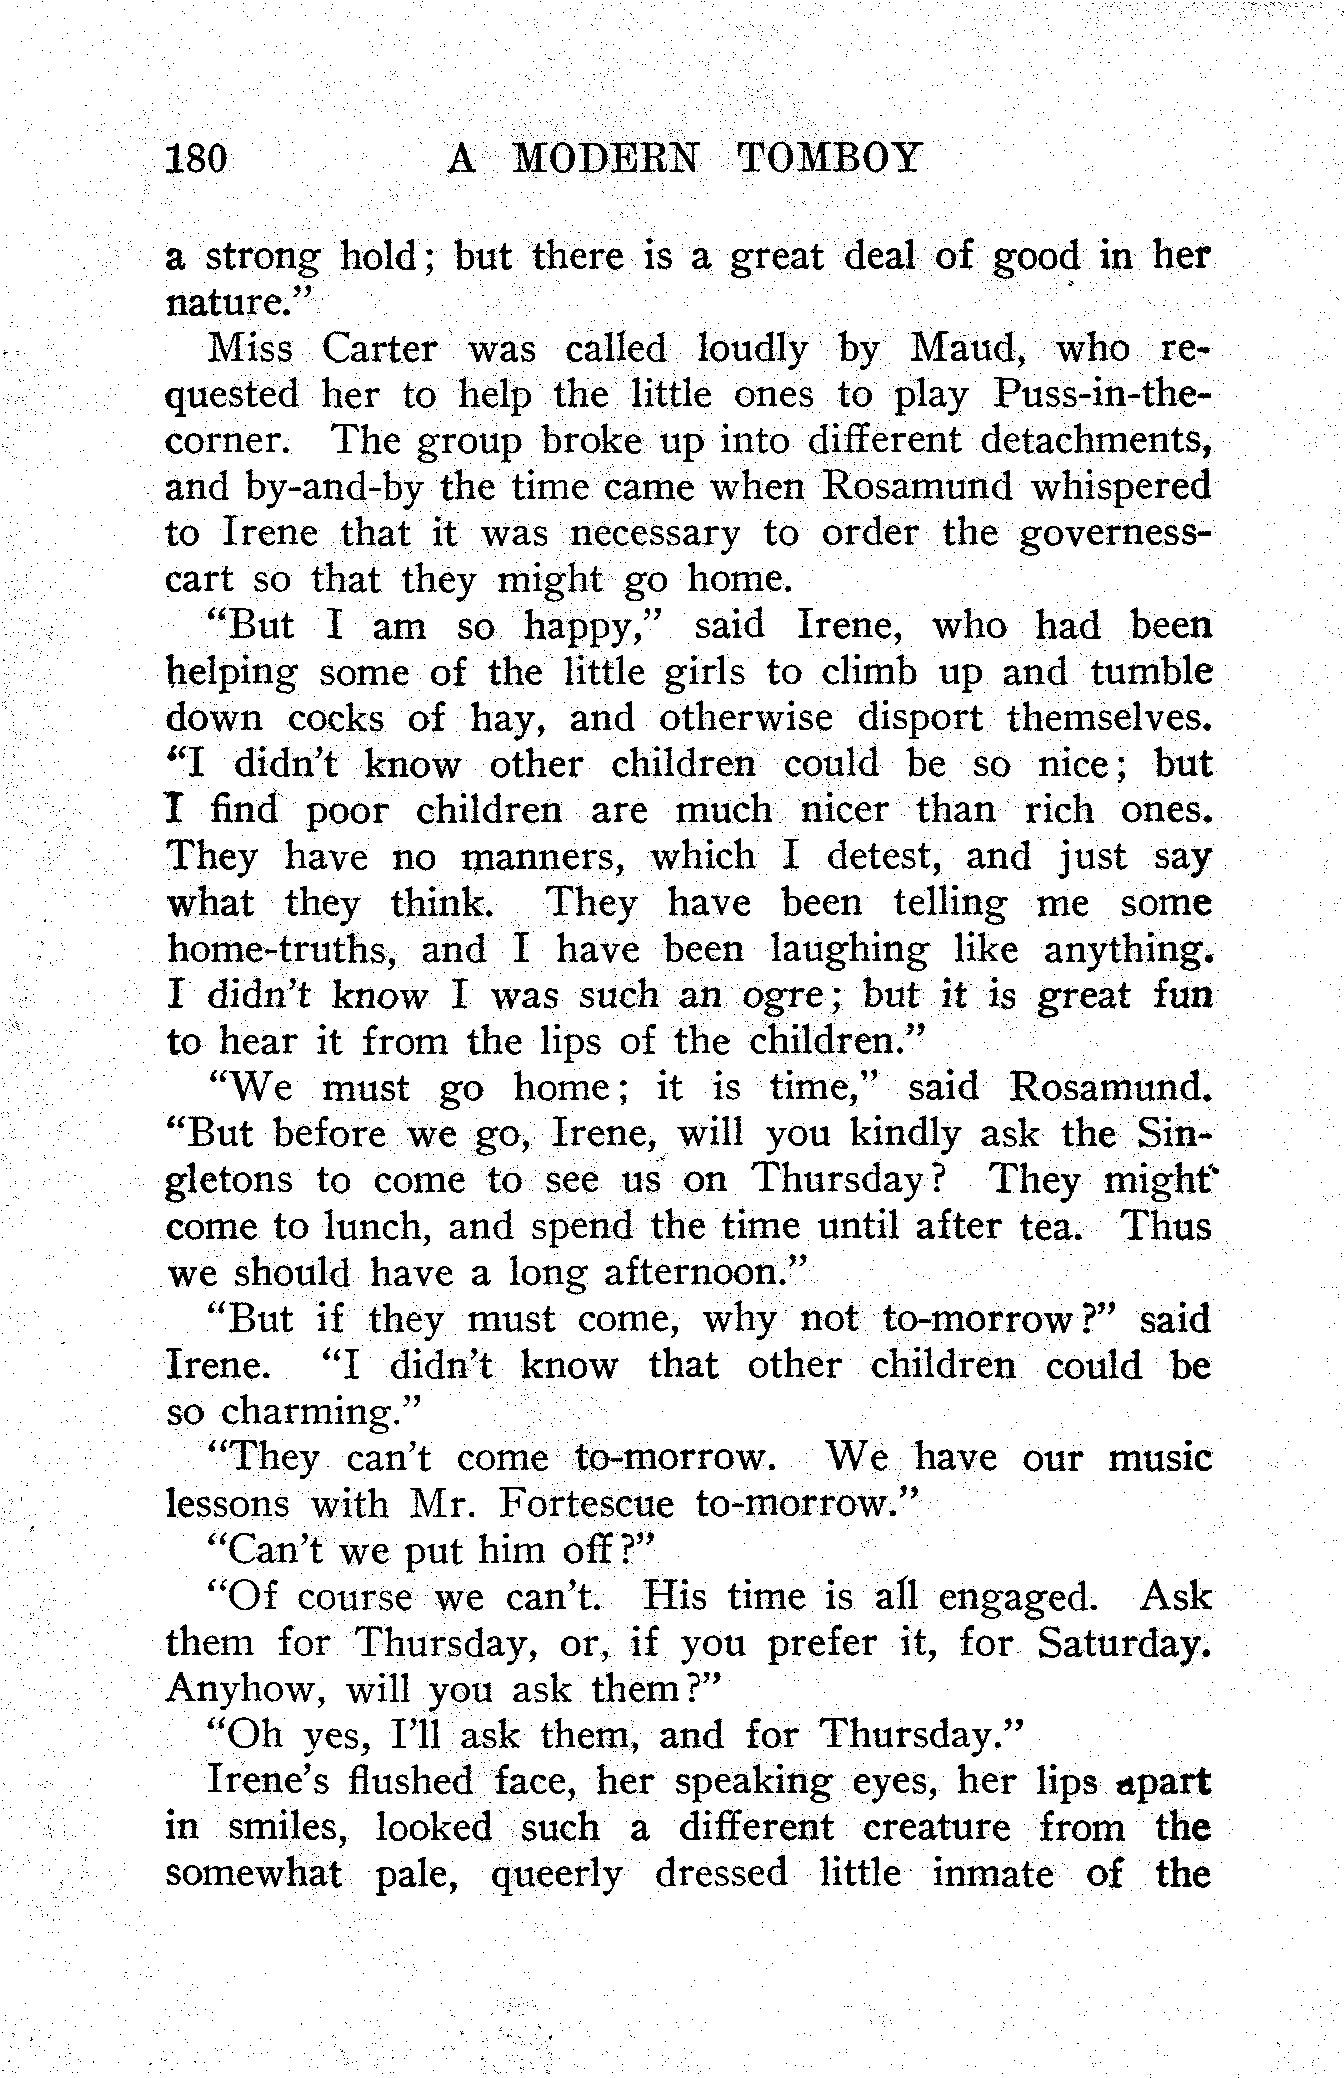 180 A MODERN TOMBOY
a strong hold; but there is a great deal of good in her
nature.”
Miss Carter was called loudly by Maud, who re-
quested her to help the little ones to play Puss-in-the-
corner. The group broke up into different detachments,
and by-and-by the time came when Rosamund whispered
to Irene that it was necessary to order the governess-
cart so that they might go home.
“But I am so happy,” said Irene, who had been
helping some of the little girls to climb up and tumble
down cocks of hay, and otherwise disport themselves.
“I didn’t know other children could be so nice; but
I find poor children are much nicer than rich ones.
They have no manners, which I detest, and just say
what they think. They have been telling me some
home-truths, and I have been laughing like anything.
I didn’t know I was such an ogre; but it is great fun
to hear it from the lips of the children.”
“We must go home; it is time,” said Rosamund.
“But before we go, Irene, will you kindly ask the Sin-
gletons to come to see us on Thursday? They might
come to lunch, and spend the time until after tea. Thus
we should have a long afternoon.”
“But if they must come, why not to-morrow?” said
Irene. “I didn’t know that other children could be
so charming.”
“They can’t come to-morrow. We have our music
lessons with Mr. Fortescue to-morrow.”
“Can’t we put him off?”
“Of course we can’t. His time is all engaged. Ask
them for Thursday, or, if you prefer it, for Saturday.
Anyhow, will you ask them?”
“Oh yes, I’ll ask them, and for Thursday.”
Irene’s flushed face, her speaking eyes, her lips apart
in smiles, looked such a different creature from the
somewhat pale, queerly dressed little inmate of the